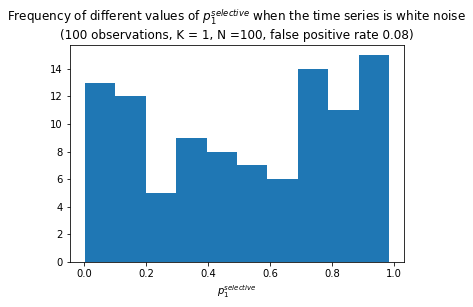 Frequency of different values of $p_1^{selective}$ when the time series is white noise
(100 observations, K = 1, N =100, false positive rate 0.08)
14
12
10
8
6
4
2
0
0.0 0.2 0.4 0.6 0.8 1.0
$p_1^{selective}$